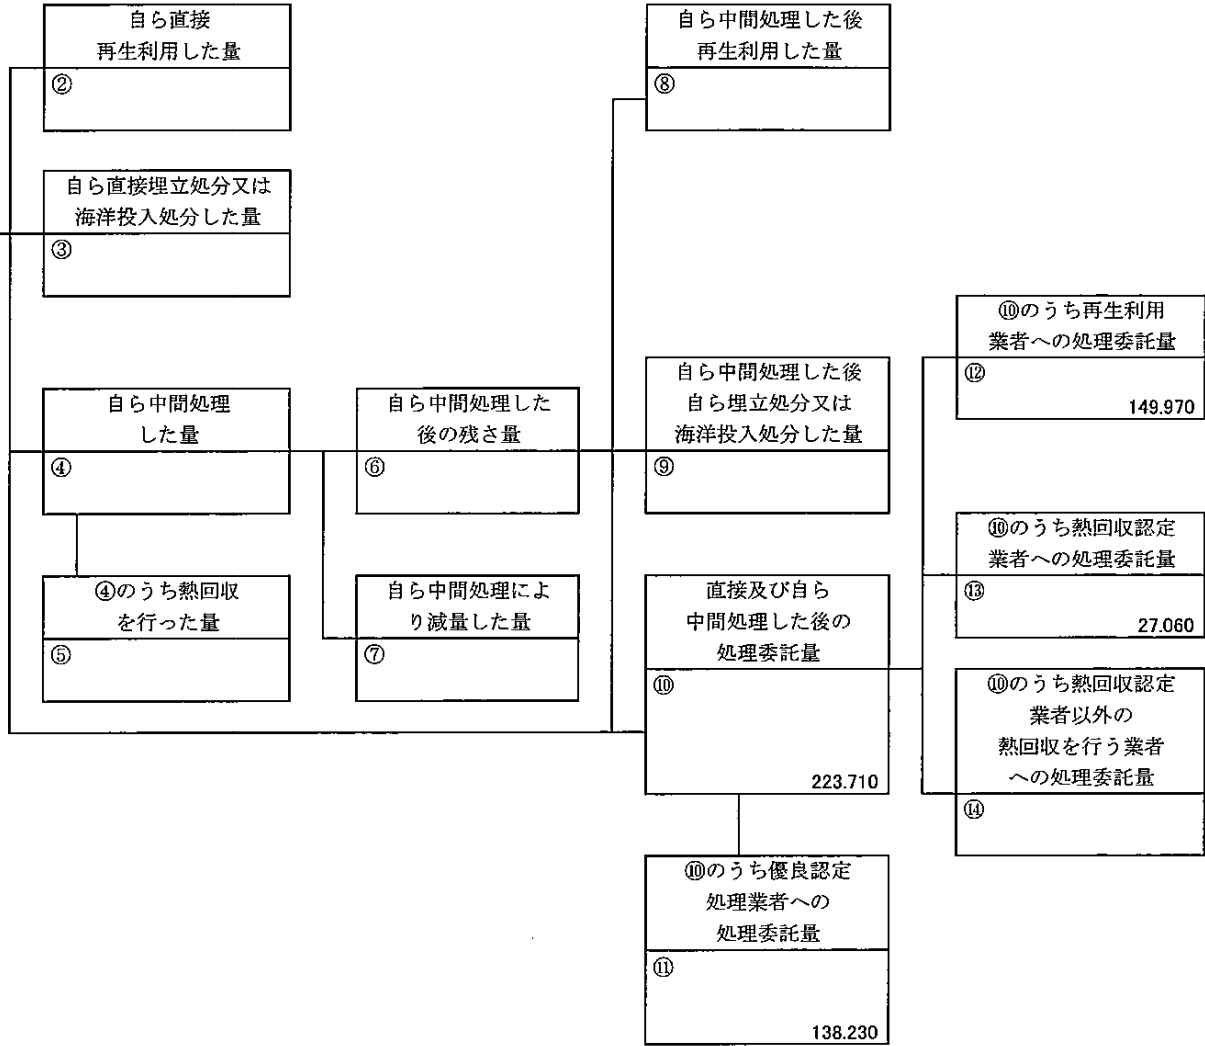 自ら直接
再生利用した量
②
自ら中間処理した後
再生利用した量
⑧
自ら直接埋立処分又は
海洋投入処分した量
③
⑩のうち再生利用
業者への処理委託量
⑫
149.970
自ら中間処理
した量
④
自ら中間処理した
後の残さ量
⑥
自ら中間処理した後
自ら埋立処分又は
海洋投入処分した量
⑨
⑩のうち熱回収認定
業者への処理委託量
⑬
27.060
④のうち熱回収
を行った量
⑤
自ら中間処理によ
り減量した量
⑦
直接及び自ら
中間処理した後の
処理委託量
⑩
223.710
⑩のうち熱回収認定
業者以外の
熱回収を行う業者
への処理委託量
⑭
⑩のうち優良認定
処理業者への
処理委託量
⑪
138.230